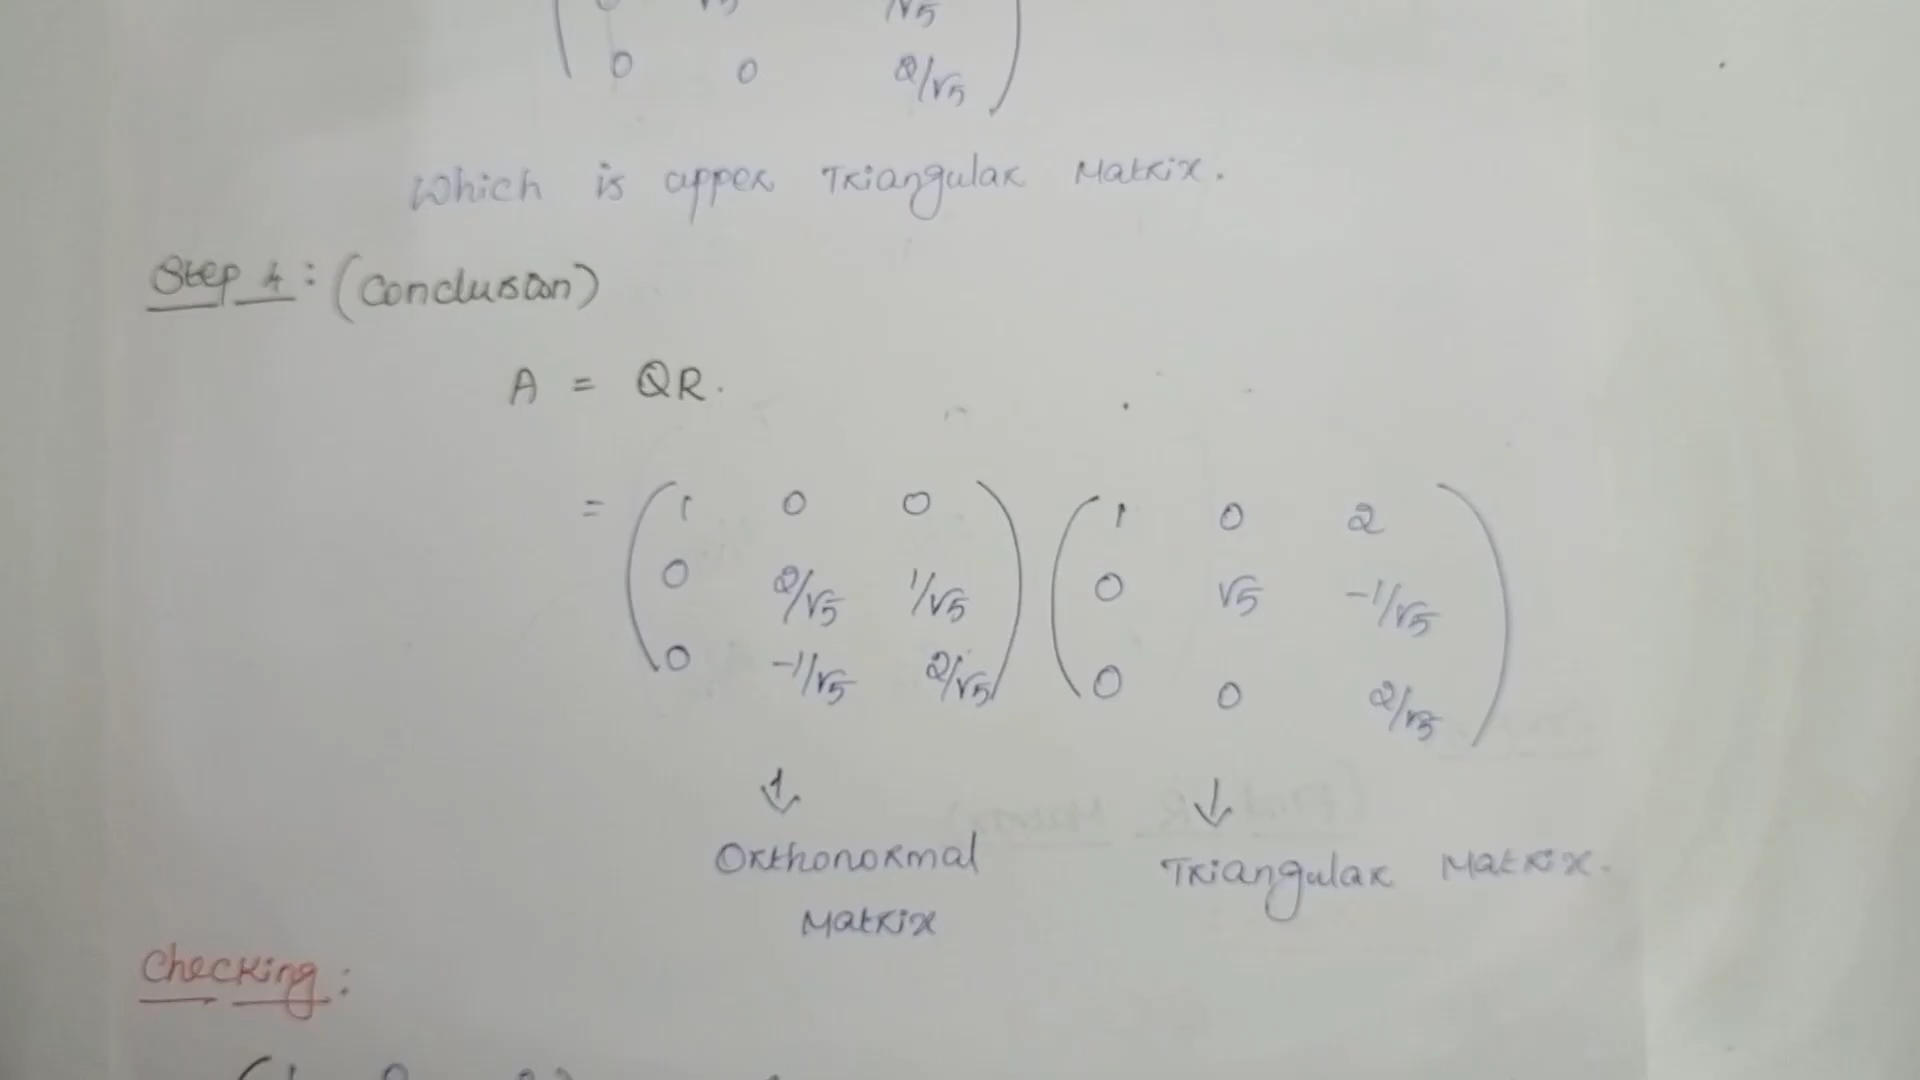 0 0 2/√5
Which is upper Triangular Matrix.
Step 4: (Conclusion)
A = QR.
= ( 1 0 0 ) ( 1 0 2 )
( 0 2/√5 1/√5 ) ( 0 √5 -1/√5 )
( 0 -1/√5 2/√5 ) ( 0 0 2/√5 )
↓ ↓
Orthonormal Triangular Matrix.
Matrix
Checking: